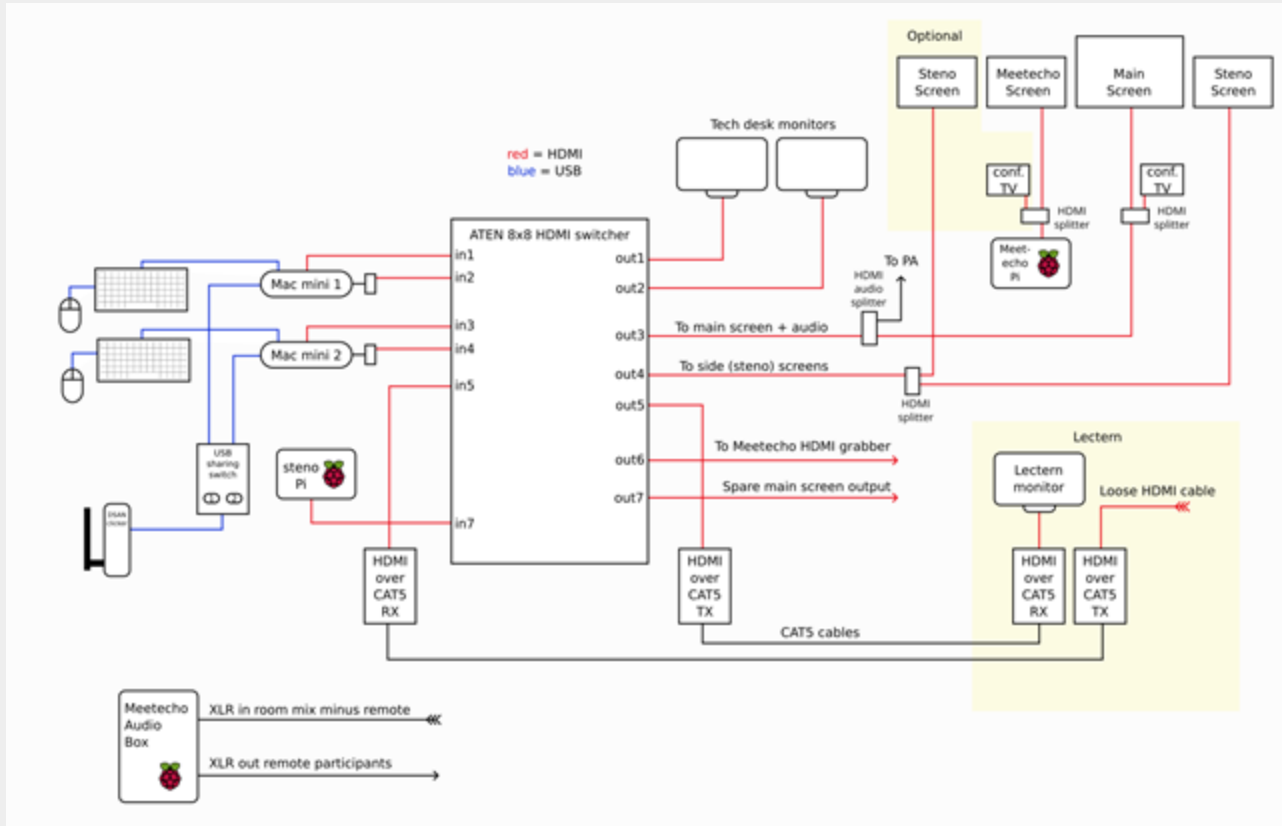 Optional
Steno
Screen
Meetecho
Screen
Main
Screen
Steno
Screen
Tech desk monitors
red = HDMI
blue = USB
conf.
TV
HDMI
splitter
conf.
TV
HDMI
splitter
Meet-
echo
Pi
ATEN 8x8 HDMI switcher
in1
in2
in3
in4
in5
in7
out1
out2
out3
out4
out5
out6
out7
Mac mini 1
Mac mini 2
To PA
HDMI
audio
splitter
To main screen + audio
To side (steno) screens
HDMI
splitter
To Meetecho HDMI grabber
Spare main screen output
USB
sharing
switch
steno
Pi
DSAN
clicker
Lectern
Lectern
monitor
Loose HDMI cable
HDMI
over
CAT5
RX
HDMI
over
CAT5
TX
HDMI
over
CAT5
RX
HDMI
over
CAT5
TX
CAT5 cables
Meetecho
Audio
Box
XLR in room mix minus remote
XLR out remote participants